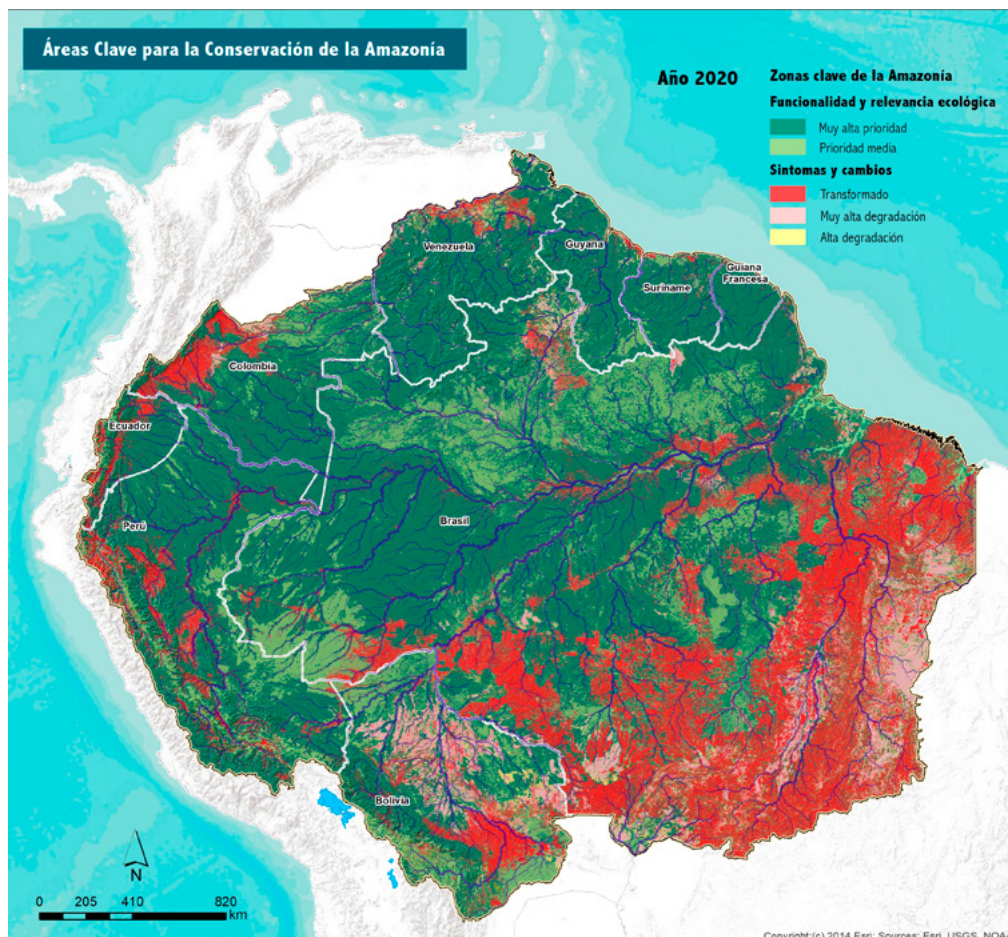 Áreas Clave para la Conservación de la Amazonía
Año 2020
Zonas clave de la Amazonía
Funcionalidad y relevancia ecológica
Muy alta prioridad
Prioridad media
Síntomas y cambios
Transformado
Muy alta degradación
Alta degradación
Venezuela
Guyana
Suriname
Guiana
Francesa
Colombia
Ecuador
Perú
Brasil
Bolivia
N
0 205 410 820
km
Copyright:(c) 2014 Esri; Sources: Esri, USGS, NOA